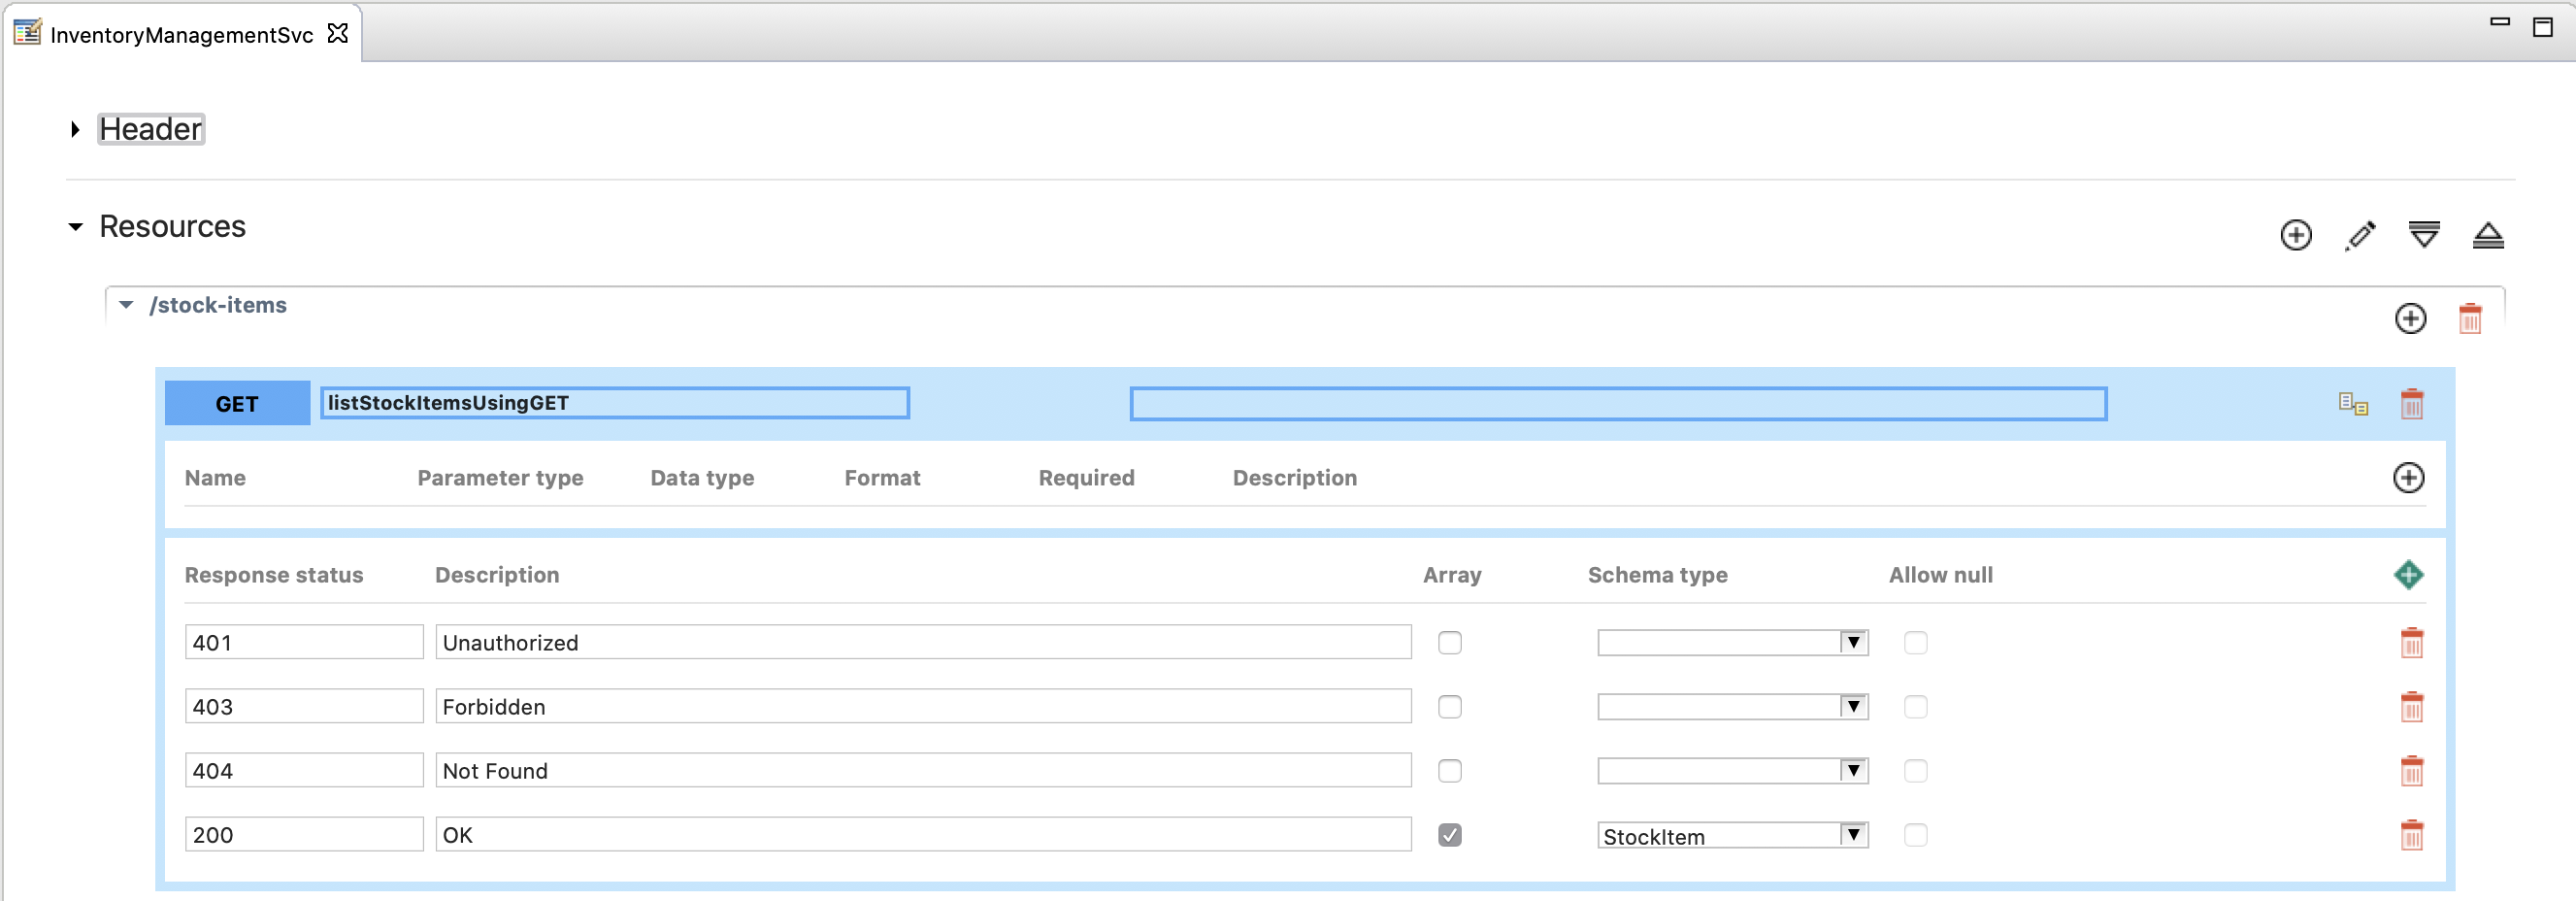 InventoryManagementSvc
Header
Resources
/stock-items
GET listStockItemsUsingGET
Name Parameter type Data type Format Required Description
Response status Description Array Schema type Allow null
401 Unauthorized
403 Forbidden
404 Not Found
200 OK StockItem